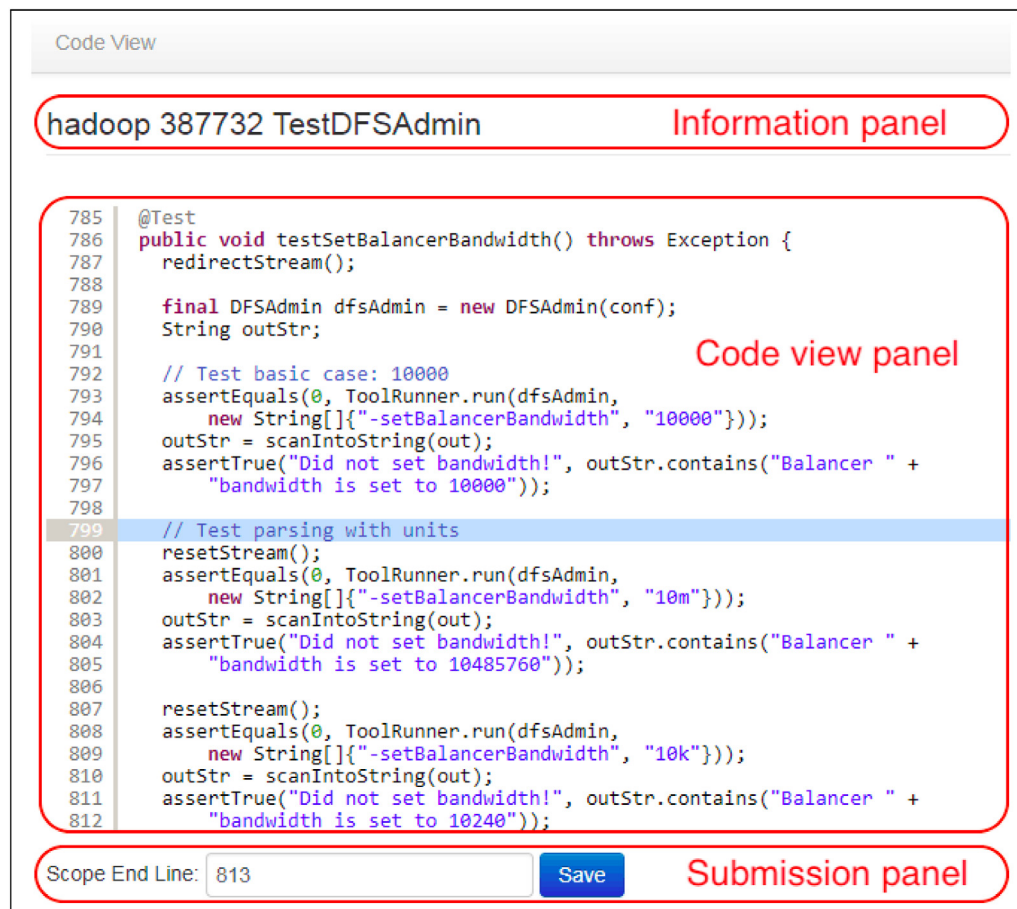 Code View
hadoop 387732 TestDFSAdmin Information panel
785 @Test
786 public void testSetBalancerBandwidth() throws Exception {
787 redirectStream();
788
789 final DFSAdmin dfsAdmin = new DFSAdmin(conf);
790 String outStr;
791
Code view panel
792 // Test basic case: 10000
793 assertEquals(0, ToolRunner.run(dfsAdmin,
794 new String[]{"-setBalancerBandwidth", "10000"}));
795 outStr = scanIntoString(out);
796 assertTrue("Did not set bandwidth!", outStr.contains("Balancer " +
797 "bandwidth is set to 10000"));
798
799 // Test parsing with units
800 resetStream();
801 assertEquals(0, ToolRunner.run(dfsAdmin,
802 new String[]{"-setBalancerBandwidth", "10m"}));
803 outStr = scanIntoString(out);
804 assertTrue("Did not set bandwidth!", outStr.contains("Balancer " +
805 "bandwidth is set to 10485760"));
806
807 resetStream();
808 assertEquals(0, ToolRunner.run(dfsAdmin,
809 new String[]{"-setBalancerBandwidth", "10k"}));
810 outStr = scanIntoString(out);
811 assertTrue("Did not set bandwidth!", outStr.contains("Balancer " +
812 "bandwidth is set to 10240"));
Scope End Line: 813 Save Submission panel